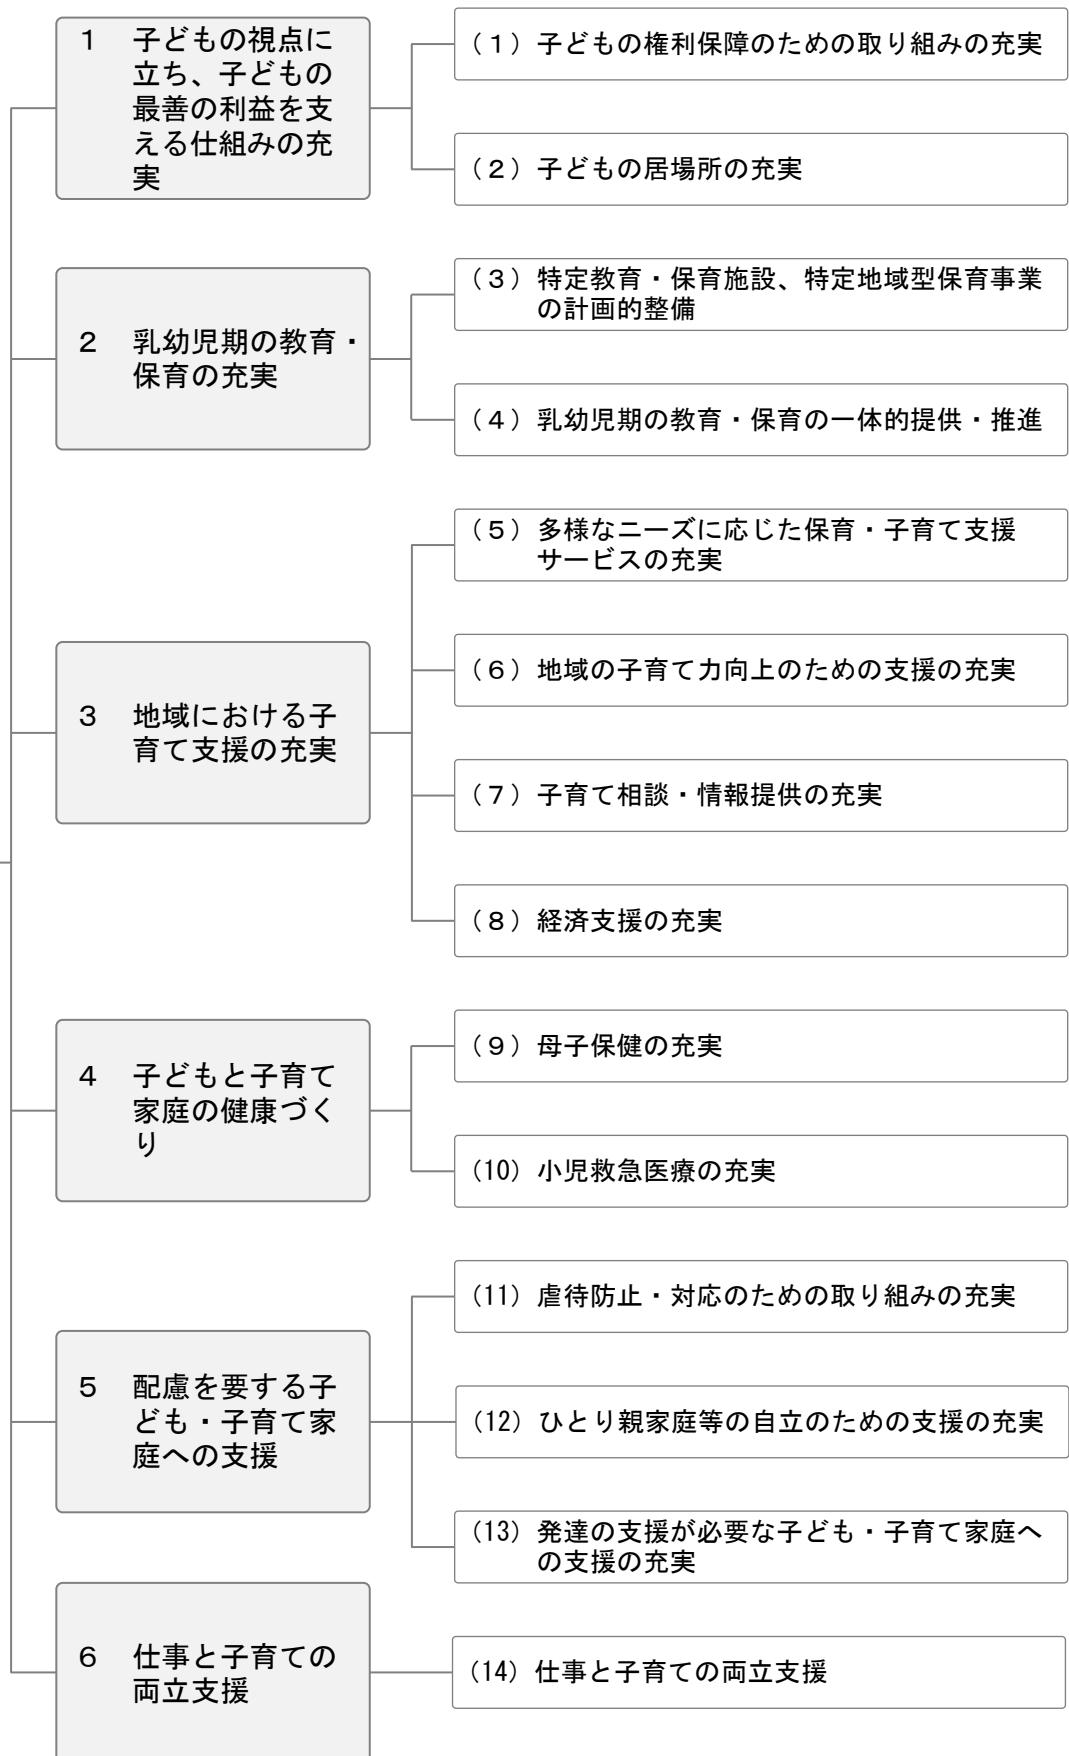 1 子どもの視点に
立ち、子どもの
最善の利益を支
える仕組みの充
実
（1）子どもの権利保障のための取り組みの充実
（2）子どもの居場所の充実
2 乳幼児期の教育・
保育の充実
（3）特定教育・保育施設、特定地域型保育事業
の計画的整備
（4）乳幼児期の教育・保育の一体的提供・推進
3 地域における子
育て支援の充実
（5）多様なニーズに応じた保育・子育て支援
サービスの充実
（6）地域の子育て力向上のための支援の充実
（7）子育て相談・情報提供の充実
（8）経済支援の充実
4 子どもと子育て
家庭の健康づく
り
（9）母子保健の充実
(10) 小児救急医療の充実
5 配慮を要する子
ども・子育て家
庭への支援
(11) 虐待防止・対応のための取り組みの充実
(12) ひとり親家庭等の自立のための支援の充実
(13) 発達の支援が必要な子ども・子育て家庭へ
の支援の充実
6 仕事と子育ての
両立支援
(14) 仕事と子育ての両立支援